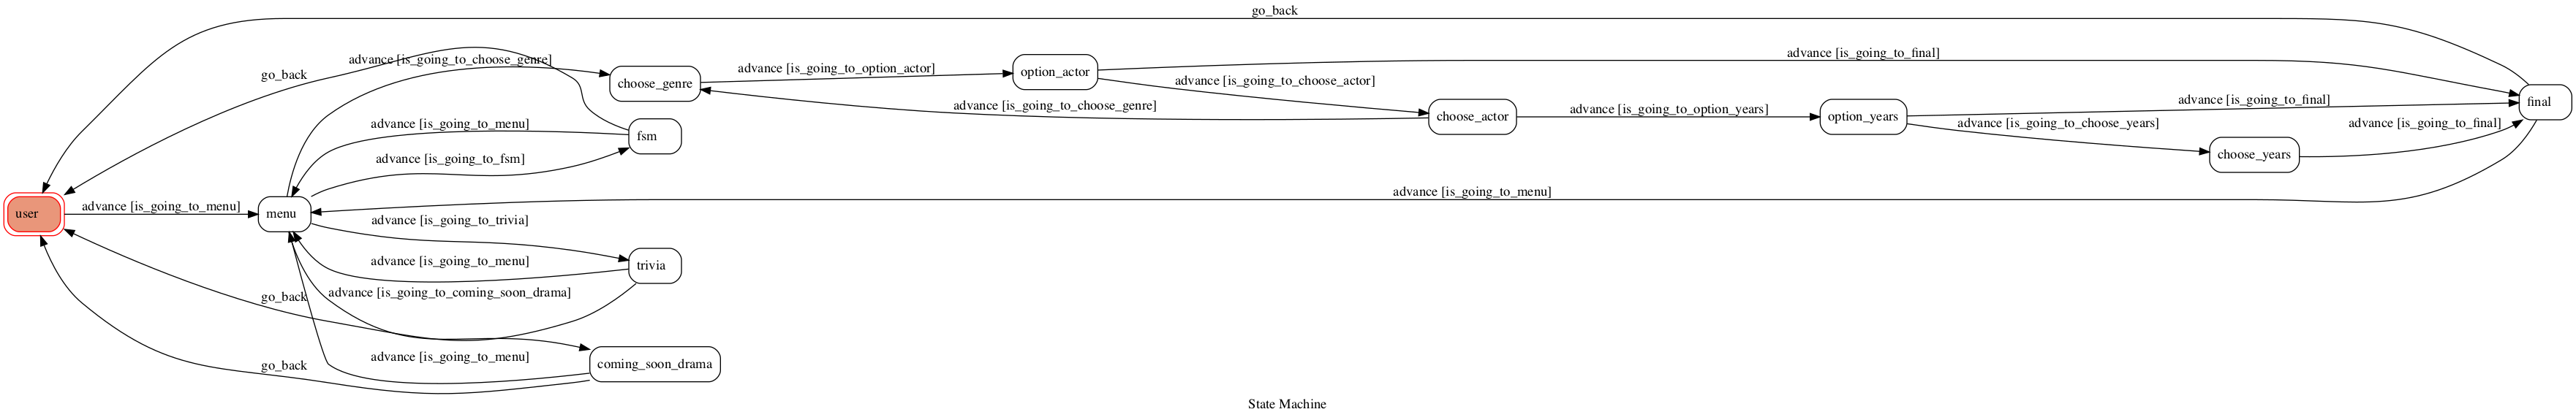 go_back
advance [is_going_to_final]
advance [is_going_to_choose_genre]
go_back
advance [is_going_to_option_actor]
option_actor
choose_genre
advance [is_going_to_choose_actor]
advance [is_going_to_choose_genre]
advance [is_going_to_final]
final
advance [is_going_to_option_years]
choose_actor
option_years
advance [is_going_to_menu]
fsm
advance [is_going_to_choose_years]
advance [is_going_to_final]
advance [is_going_to_fsm]
choose_years
advance [is_going_to_menu]
advance [is_going_to_menu]
user
menu
advance [is_going_to_trivia]
advance [is_going_to_menu]
trivia
advance [is_going_to_coming_soon_drama]
go_back
advance [is_going_to_menu]
go_back
coming_soon_drama
State Machine